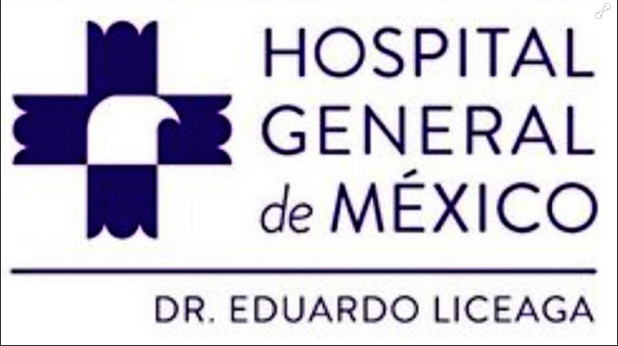 HOSPITAL
GENERAL
de MÉXICO
DR. EDUARDO LICEAGA